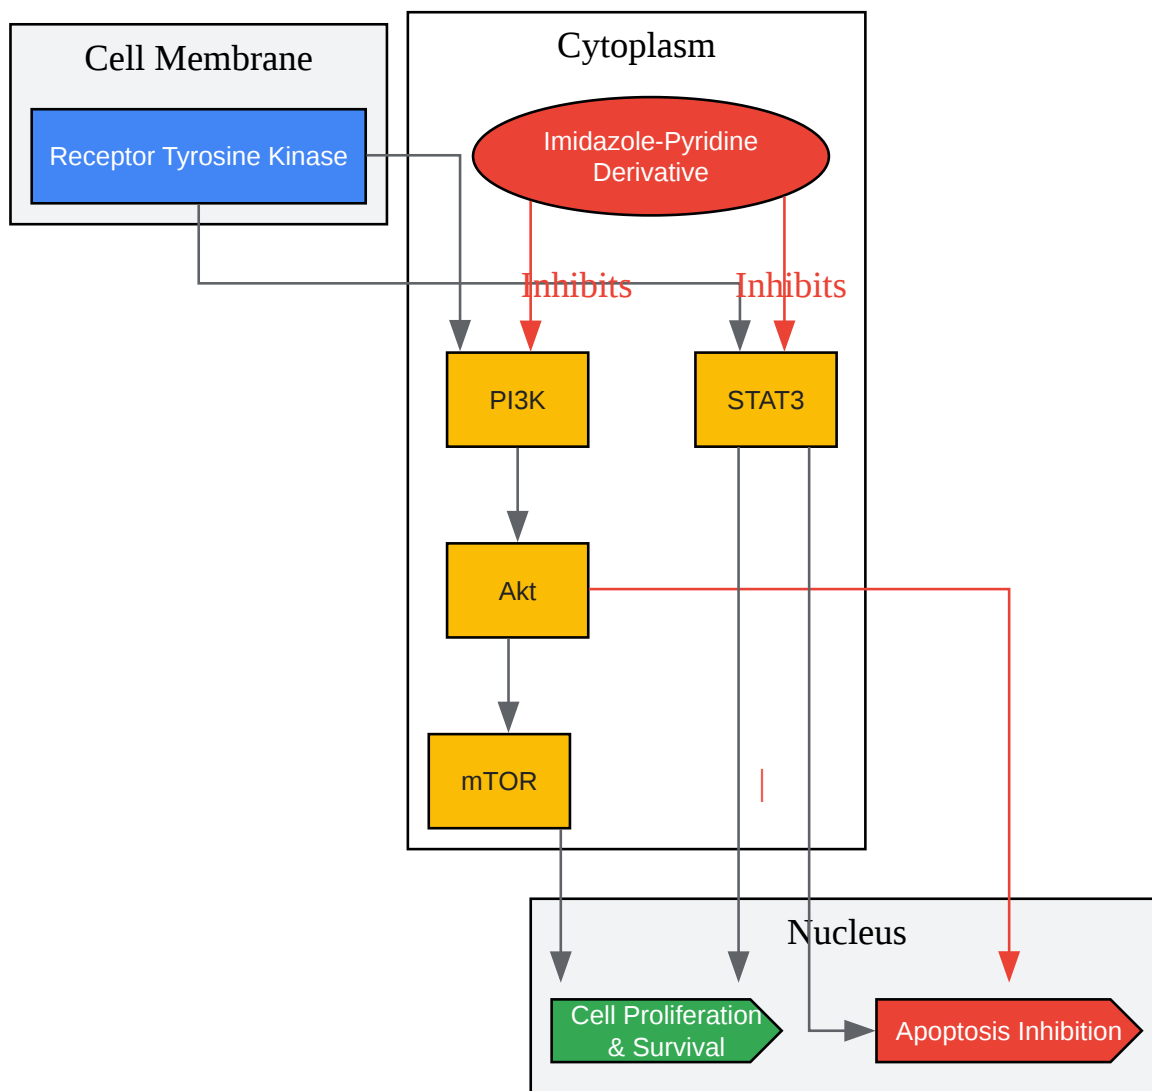 Cell Membrane
Receptor Tyrosine Kinase
Cytoplasm
Imidazole-Pyridine
Derivative
Inhibits
Inhibits
PI3K
STAT3
Akt
mTOR
|
Nucleus
Cell Proliferation
& Survival
Apoptosis Inhibition